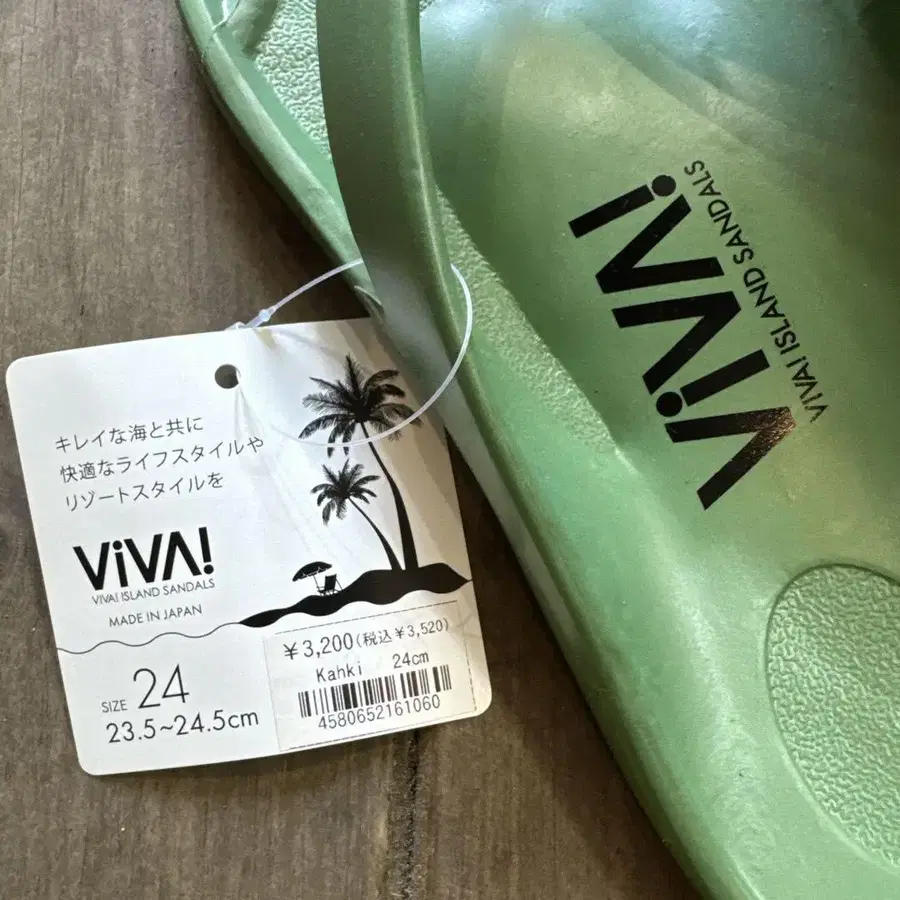 キレイな海と共に
快適なライフスタイルや
リゾートスタイルを
ViVA!
VIVA! ISLAND SANDALS
MADE IN JAPAN
SIZE 24
23.5~24.5cm
¥3,200(税込¥3,520)
Kahki 24cm
4580652161060
ViViVA!
VIVA! ISLAND SANDALS